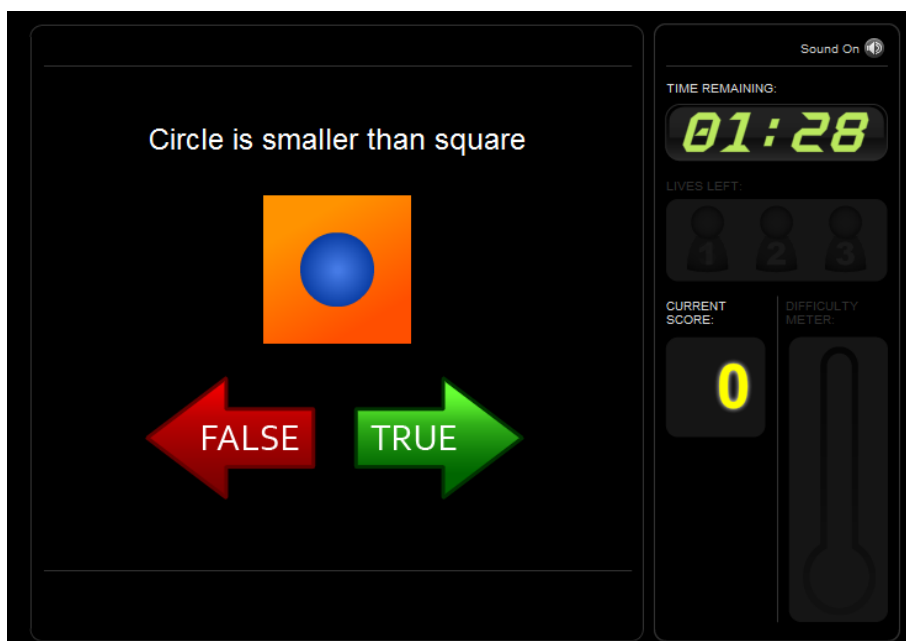 Sound On
TIME REMAINING:
01:28
LIVES LEFT:
1 2 3
CURRENT
SCORE:
DIFFICULTY
METER:
0
Circle is smaller than square
FALSE
TRUE